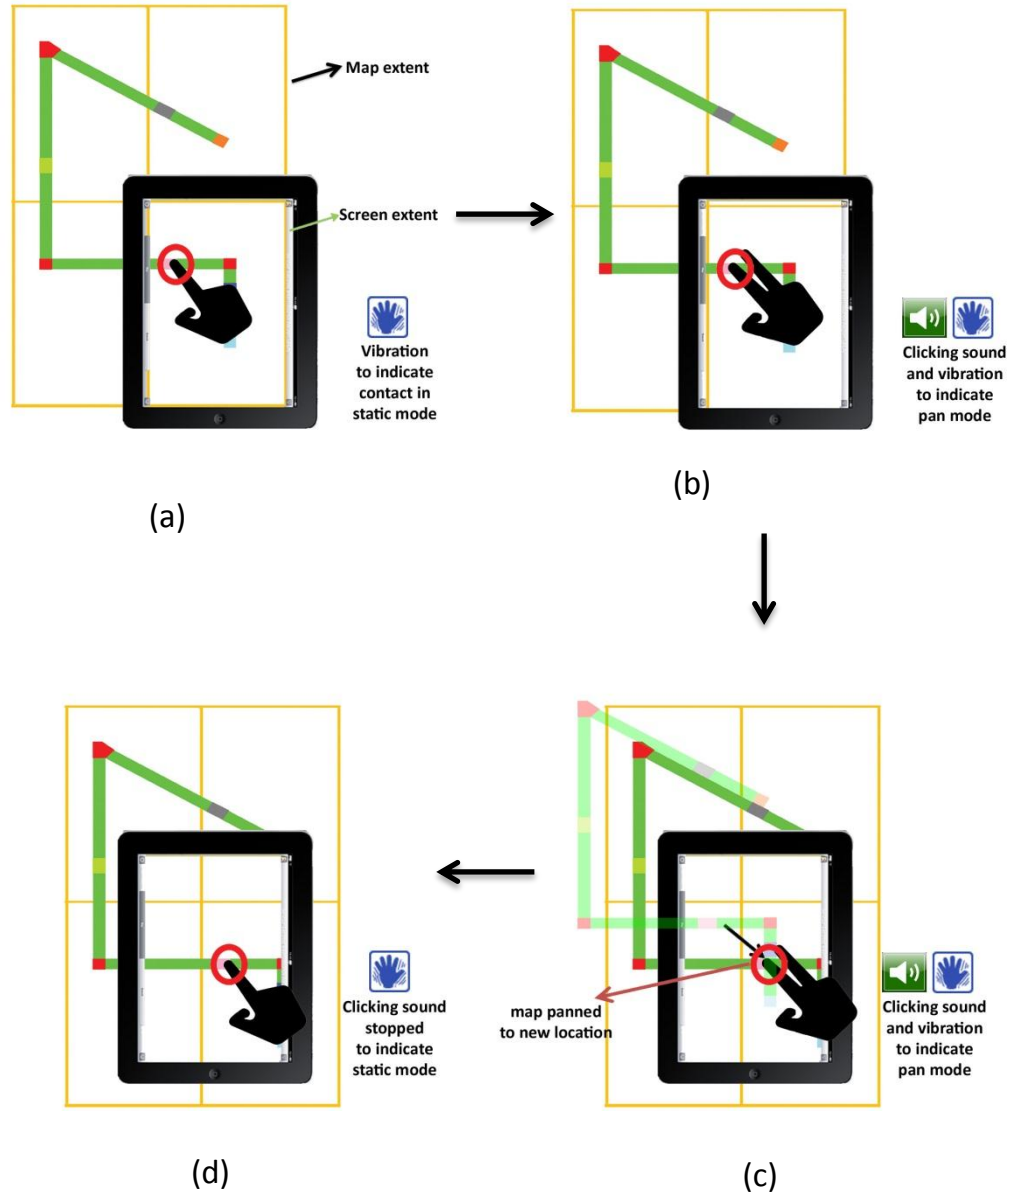 Map extent
Screen extent
Vibration
to indicate
contact in
static mode
(a)
Clicking sound
and vibration
to indicate
pan mode
(b)
Clicking sound
stopped
to indicate
static mode
(d)
map panned
to new location
Clicking sound
and vibration
to indicate
pan mode
(c)